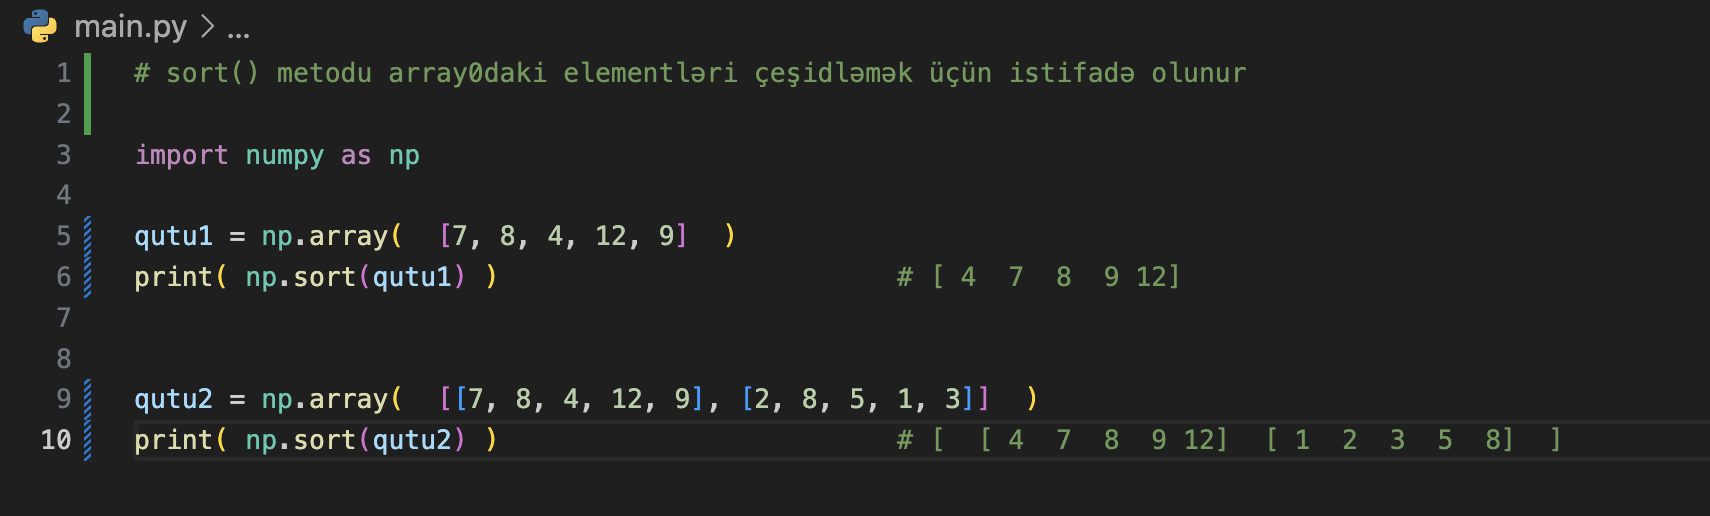 main.py > ...
1 # sort() metodu array0daki elementləri çeşidləmək üçün istifadə olunur
2
3 import numpy as np
4
5 qutu1 = np.array(  [7, 8, 4, 12, 9]  )
6 print( np.sort(qutu1) ) # [ 4  7  8  9 12]
7
8
9 qutu2 = np.array(  [[7, 8, 4, 12, 9], [2, 8, 5, 1, 3]]  )
10 print( np.sort(qutu2) ) # [  [ 4  7  8  9 12]  [ 1  2  3  5  8]  ]